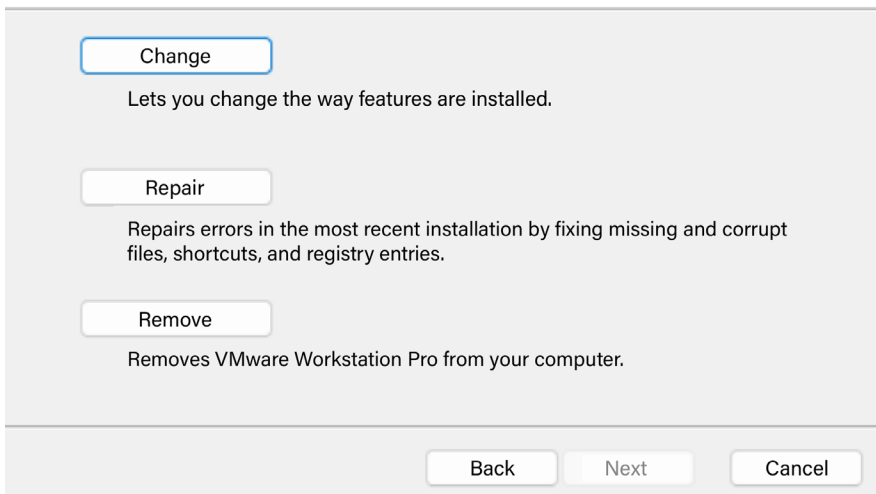 Change
Lets you change the way features are installed.
Repair
Repairs errors in the most recent installation by fixing missing and corrupt
files, shortcuts, and registry entries.
Remove
Removes VMware Workstation Pro from your computer.
Back Next Cancel